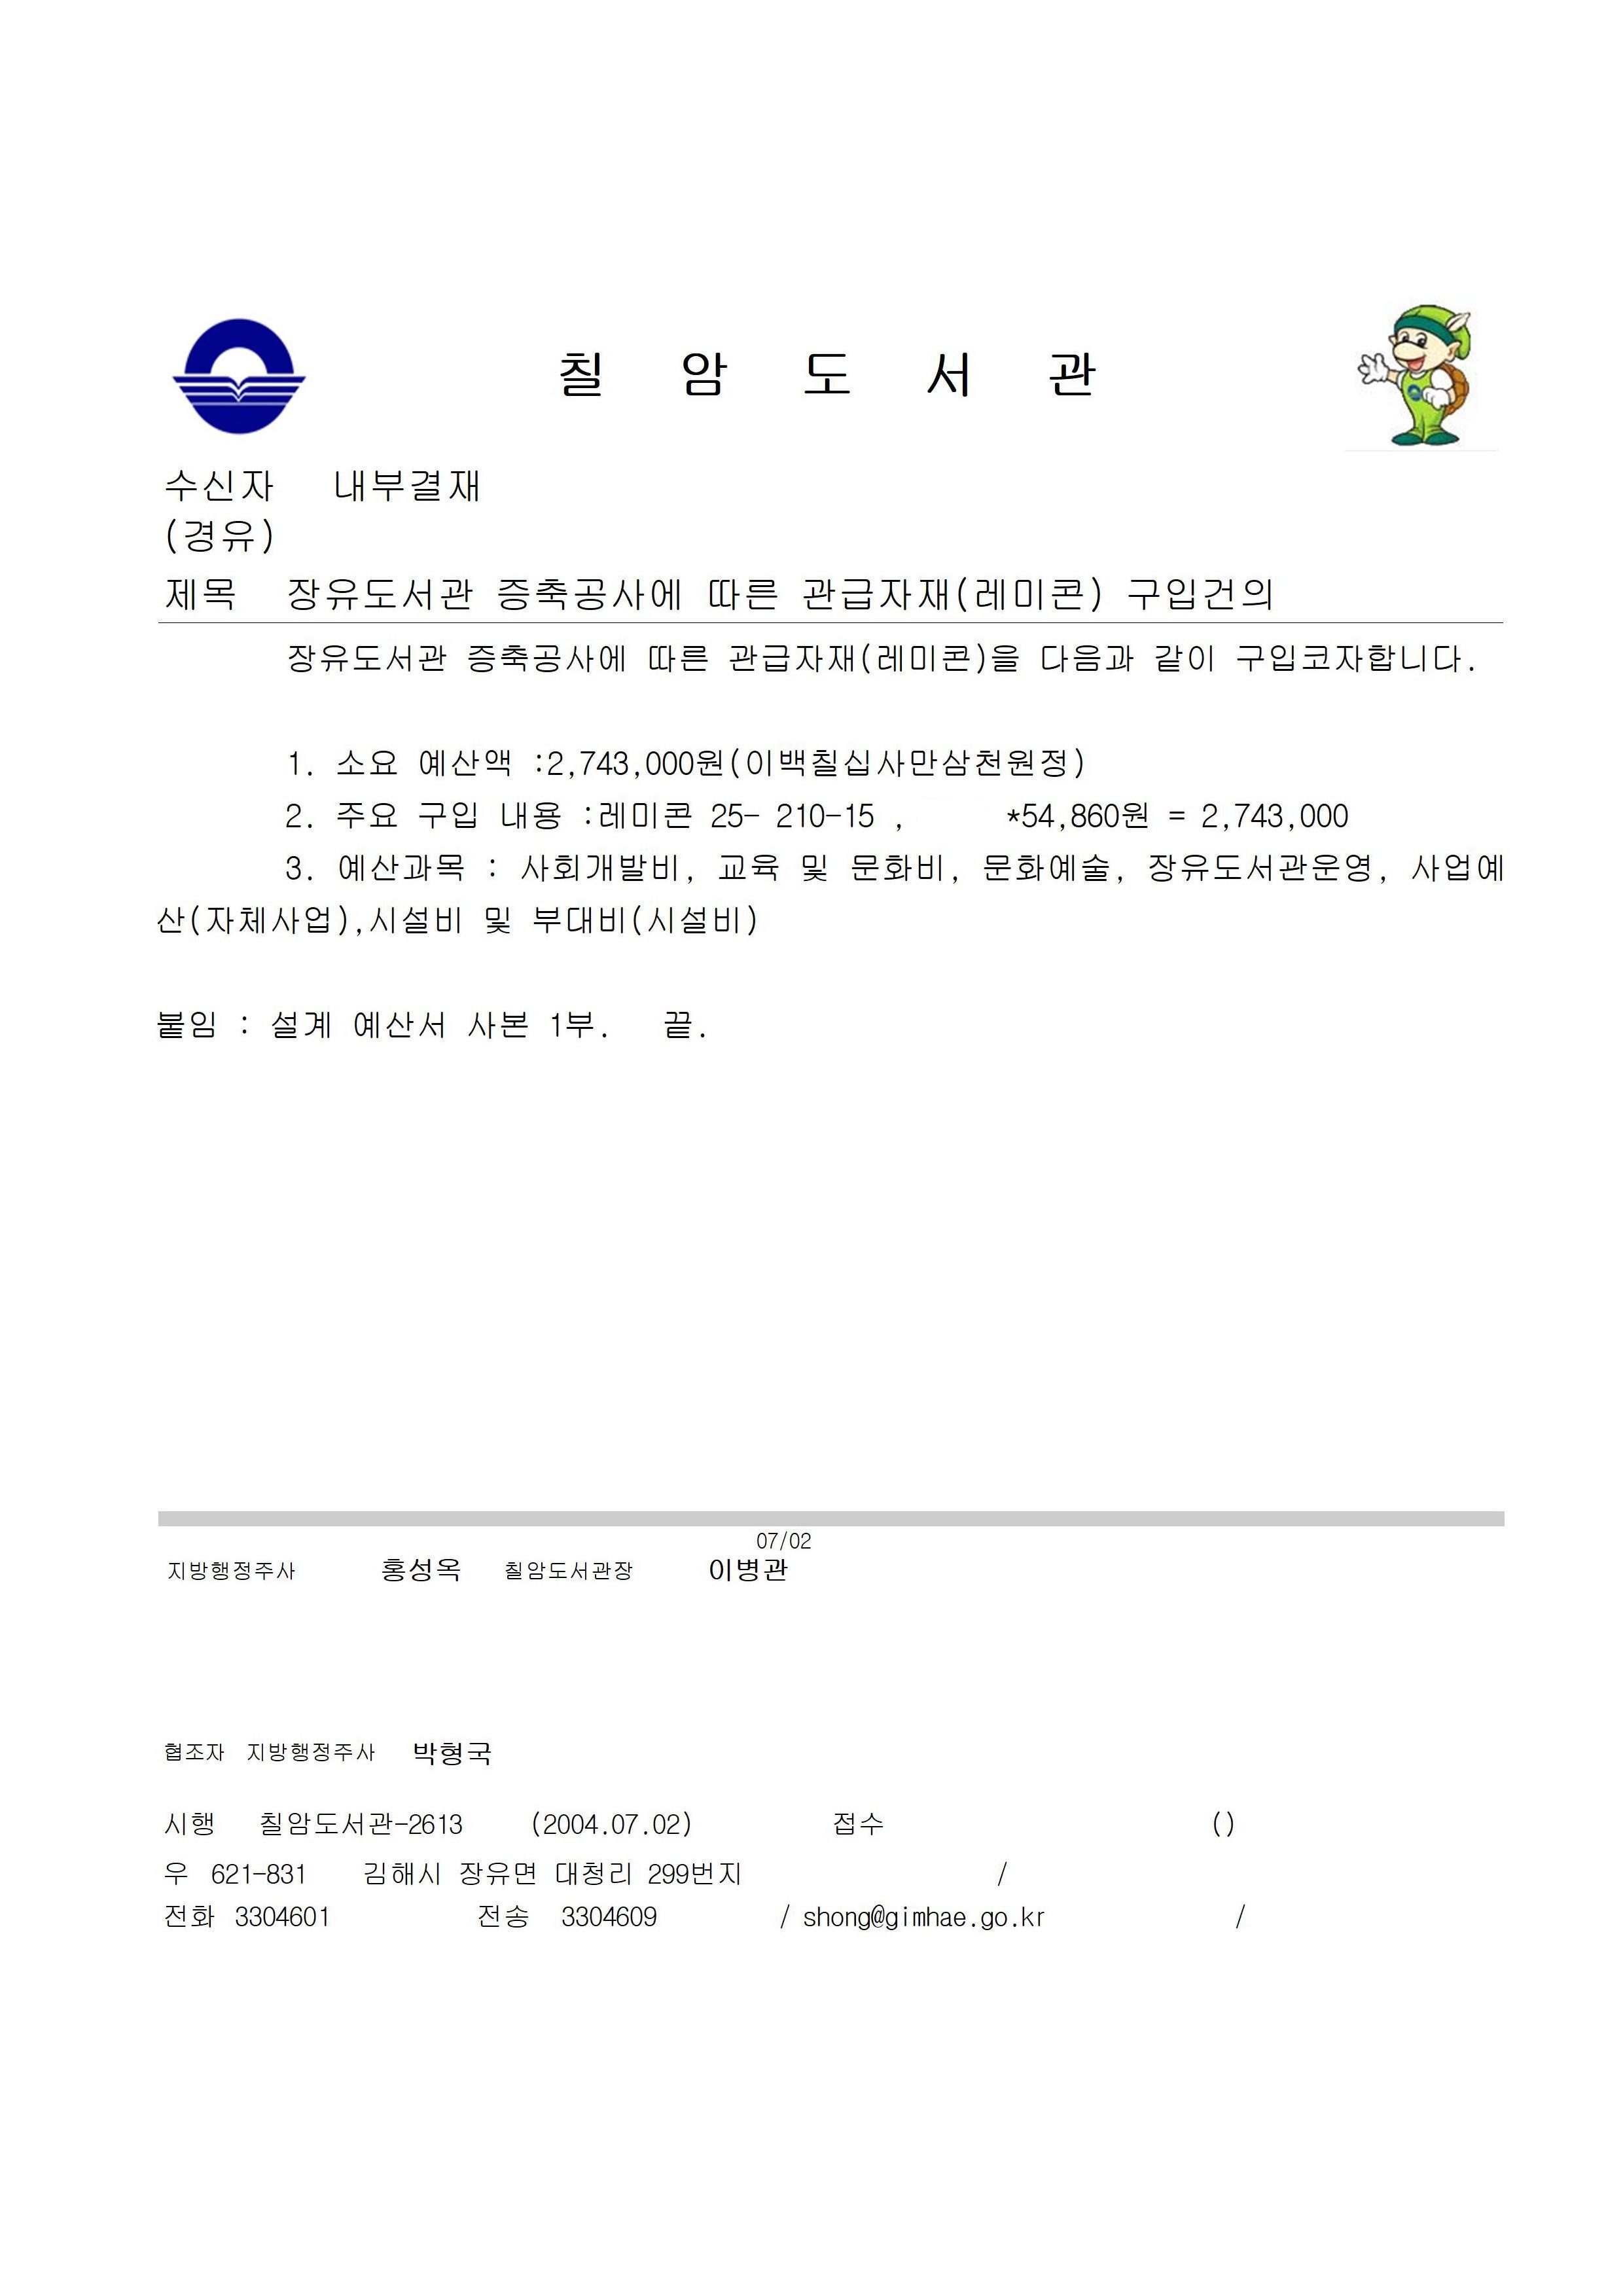 칠 암 도 서 관
수신자 내부결재
(경유)
제목 장유도서관 증축공사에 따른 관급자재(레미콘) 구입건의
장유도서관 증축공사에 따른 관급자재(레미콘)을 다음과 같이 구입코자합니다.
1. 소요 예산액 :2,743,000원(이백칠십사만삼천원정)
2. 주요 구입 내용 :레미콘 25- 210-15 , *54,860원 = 2,743,000
3. 예산과목 : 사회개발비, 교육 및 문화비, 문화예술, 장유도서관운영, 사업예
산(자체사업),시설비 및 부대비(시설비)
붙임 : 설계 예산서 사본 1부. 끝.
07/02
지방행정주사 홍성옥 칠암도서관장 이병관
협조자 지방행정주사 박형국
시행 칠암도서관-2613 (2004.07.02) 접수 ()
우 621-831 김해시 장유면 대청리 299번지 /
전화 3304601 전송 3304609 / shong@gimhae.go.kr /